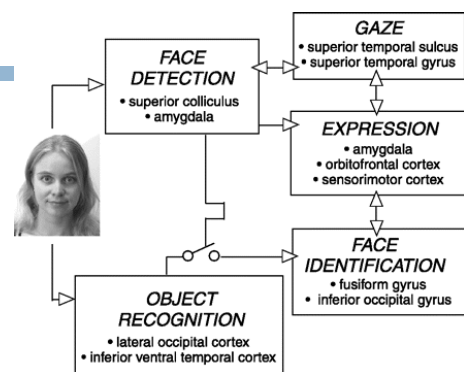 FACE
DETECTION
• superior colliculus
• amygdala
GAZE
• superior temporal sulcus
• superior temporal gyrus
EXPRESSION
• amygdala
• orbitofrontal cortex
• sensorimotor cortex
FACE
IDENTIFICATION
• fusiform gyrus
• inferior occipital gyrus
OBJECT
RECOGNITION
• lateral occipital cortex
• inferior ventral temporal cortex